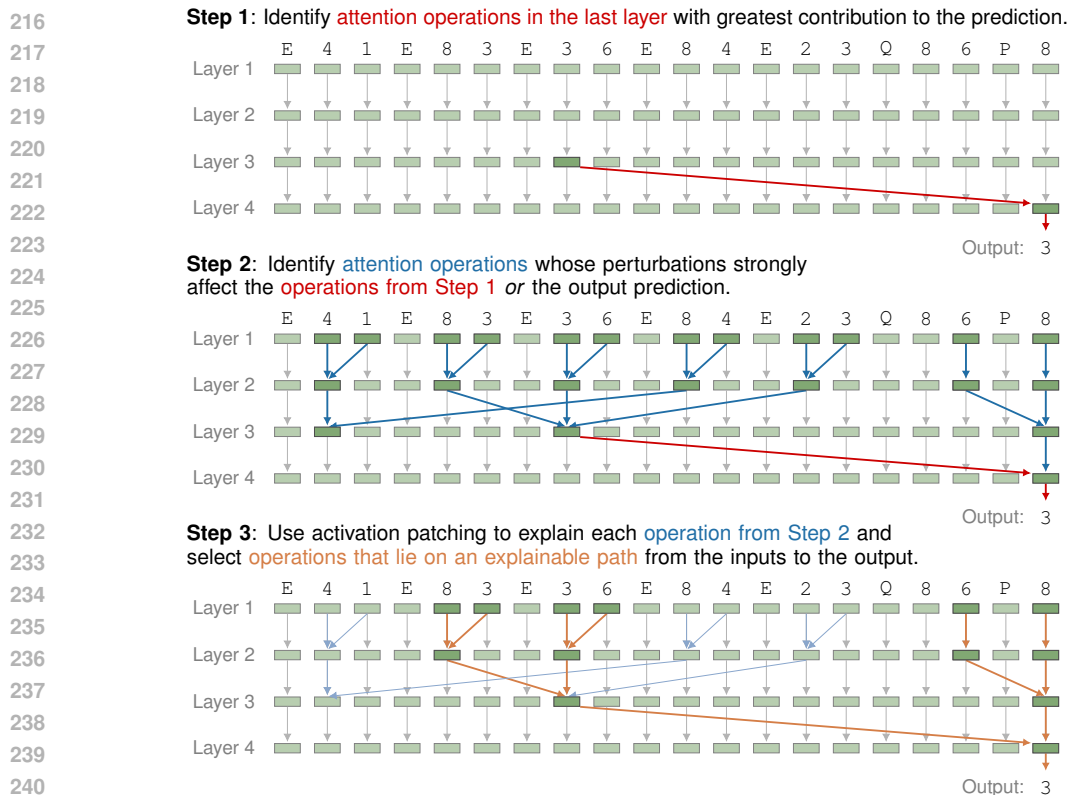 216
Step 1: Identify attention operations in the last layer with greatest contribution to the prediction.
217
E 4 1 E 8 3 E 3 6 E 8 4 E 2 3 Q 8 6 P 8
Layer 1
218
219
Layer 2
220
Layer 3
221
222
Layer 4
223
Output: 3
224
Step 2: Identify attention operations whose perturbations strongly
affect the operations from Step 1 or the output prediction.
225
E 4 1 E 8 3 E 3 6 E 8 4 E 2 3 Q 8 6 P 8
226
Layer 1
227
Layer 2
228
229
Layer 3
230
Layer 4
231
Output: 3
232
Step 3: Use activation patching to explain each operation from Step 2 and
233
select operations that lie on an explainable path from the inputs to the output.
234
E 4 1 E 8 3 E 3 6 E 8 4 E 2 3 Q 8 6 P 8
Layer 1
235
236
Layer 2
237
Layer 3
238
239
Layer 4
240
Output: 3